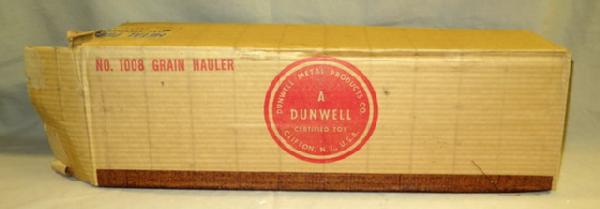 No. 1008 GRAIN HAULER
DUNWELL METAL PRODUCTS CO.
A
DUNWELL
CERTIFIED TOY
CLIFTON, N.J., U.S.A.